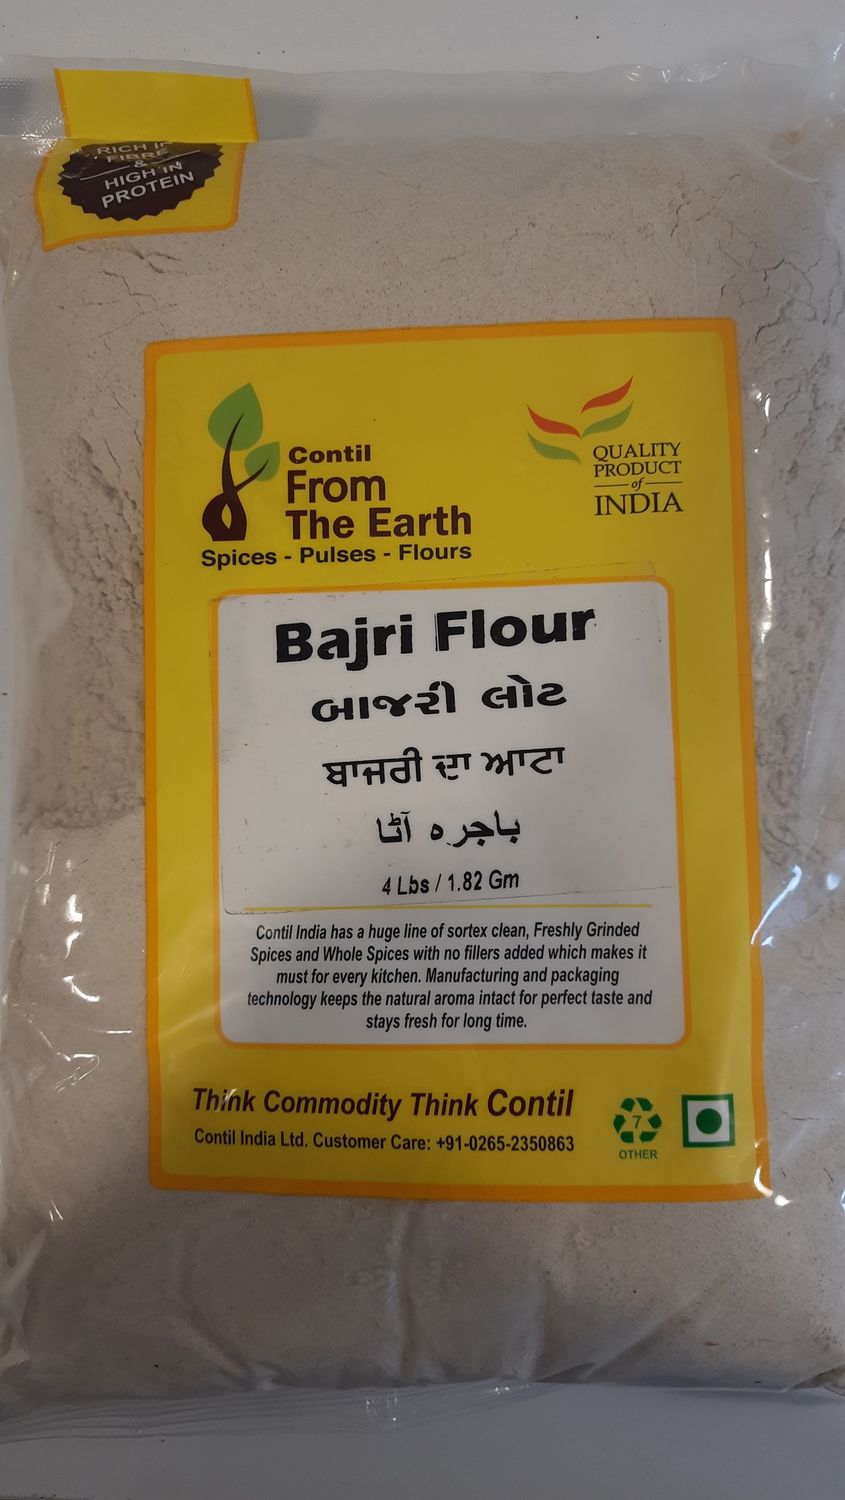 RICH IN
FIBRE
&
HIGH IN
PROTEIN
Contil
From
The Earth
Spices - Pulses - Flours
QUALITY
PRODUCT
of
INDIA
Bajri Flour
બાજરી લોટ
ਬਾਜਰੀ ਦਾ ਆਟਾ
باجرہ آٹا
4 Lbs / 1.82 Gm
Contil India has a huge line of sortex clean, Freshly Grinded
Spices and Whole Spices with no fillers added which makes it
must for every kitchen. Manufacturing and packaging
technology keeps the natural aroma intact for perfect taste and
stays fresh for long time.
Think Commodity Think Contil
Contil India Ltd. Customer Care: +91-0265-2350863
7
OTHER